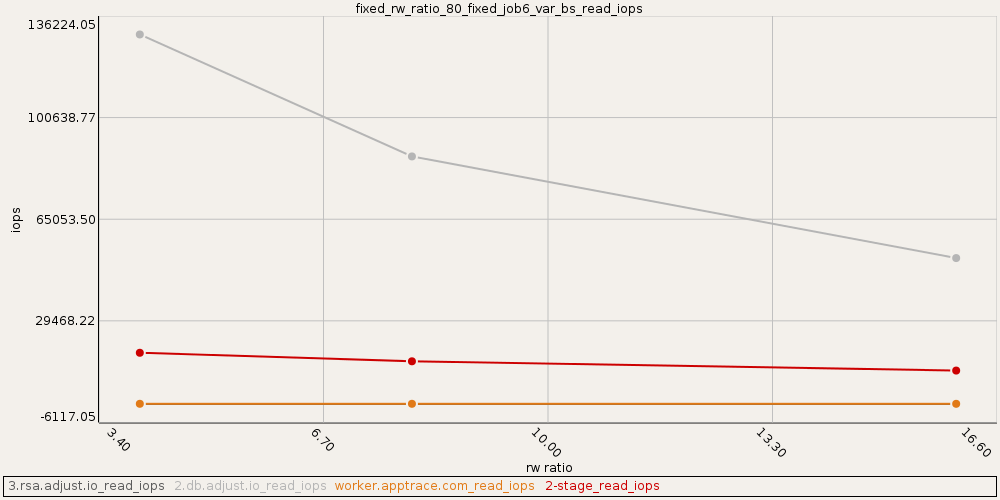 fixed_rw_ratio_80_fixed_job6_var_bs_read_iops
136224.05
100638.77
65053.50
29468.22
-6117.05
iops
3.40
6.70
10.00
13.30
16.60
rw ratio
3.rsa.adjust.io_read_iops 2.db.adjust.io_read_iops worker.apptrace.com_read_iops 2-stage_read_iops